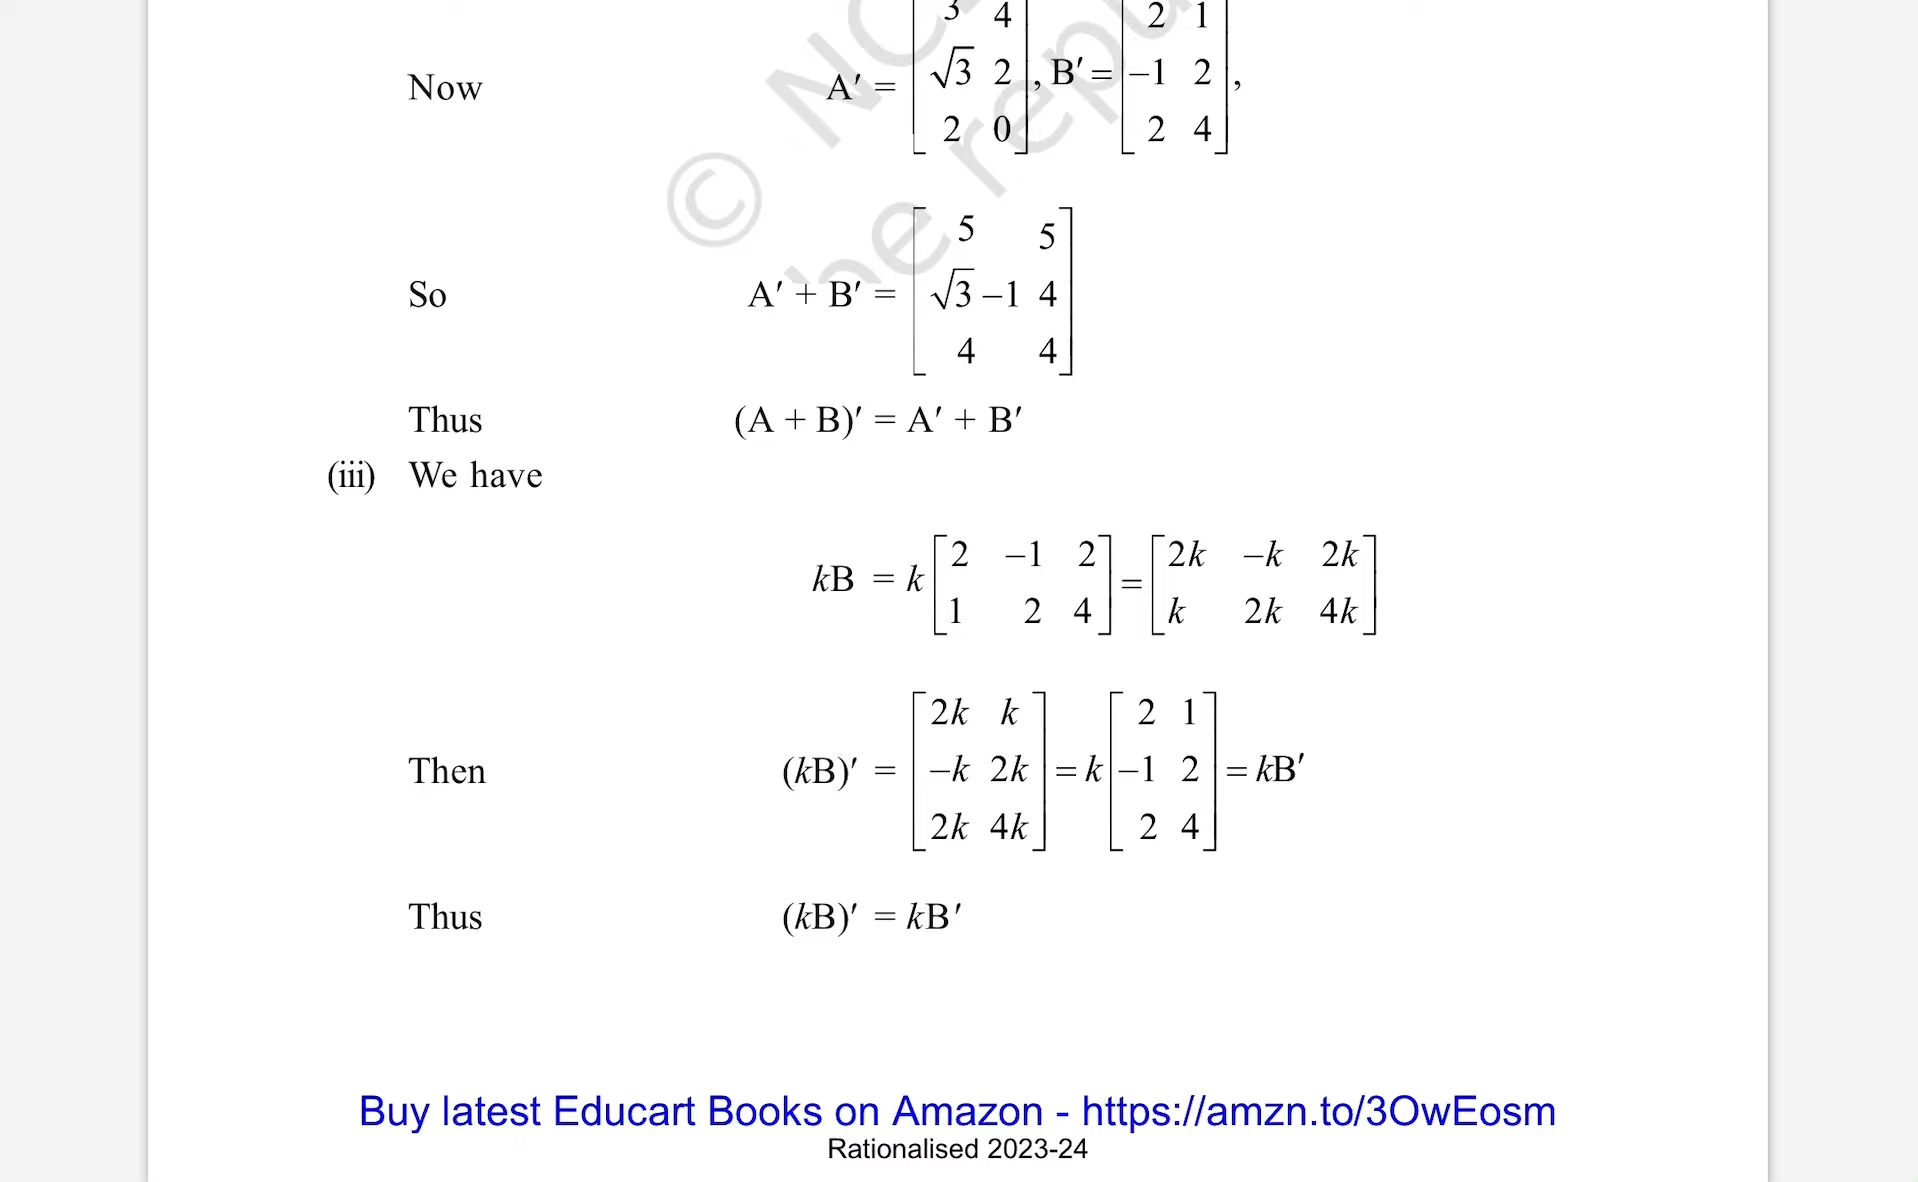 3 4 2 1
Now A′ = √3 2 , B′ = –1 2 ,
2 0 2 4
© NC
be repu
5 5
So A′ + B′ = √3 –1 4
4 4
Thus (A + B)′ = A′ + B′
(iii) We have
kB = k [2 –1 2] = [2k –k 2k]
1 2 4 k 2k 4k
2k k 2 1
Then (kB)′ = –k 2k = k –1 2 = kB′
2k 4k 2 4
Thus (kB)′ = kB′
Buy latest Educart Books on Amazon - https://amzn.to/3OwEosm
Rationalised 2023-24